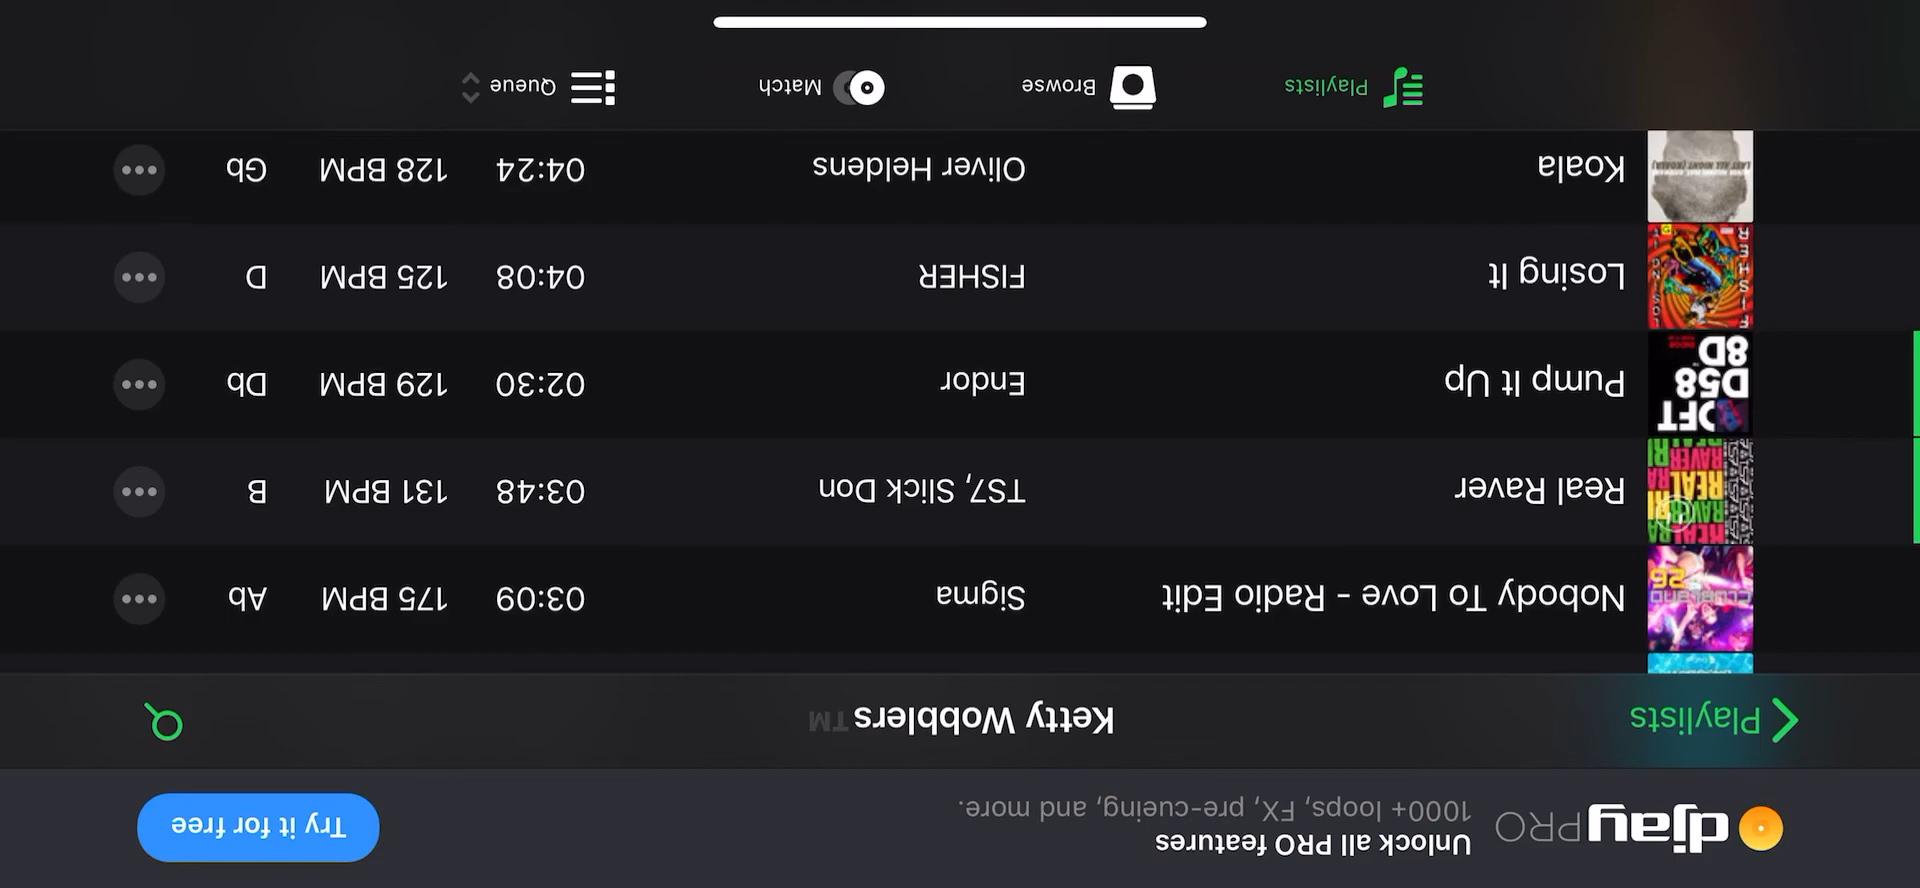 djay PRO
Unlock all PRO features
1000+ loops, FX, pre-cueing, and more.
Try it for free
Playlists
Ketty Wobblers TM
Nobody To Love - Radio Edit Sigma 03:09 175 BPM Ab
Real Raver TS7, Slick Don 03:48 131 BPM B
Pump It Up Endor 02:30 129 BPM Db
Losing It FISHER 04:08 125 BPM D
Koala Oliver Heldens 04:24 128 BPM Gb
Playlists
Browse
Match
Queue